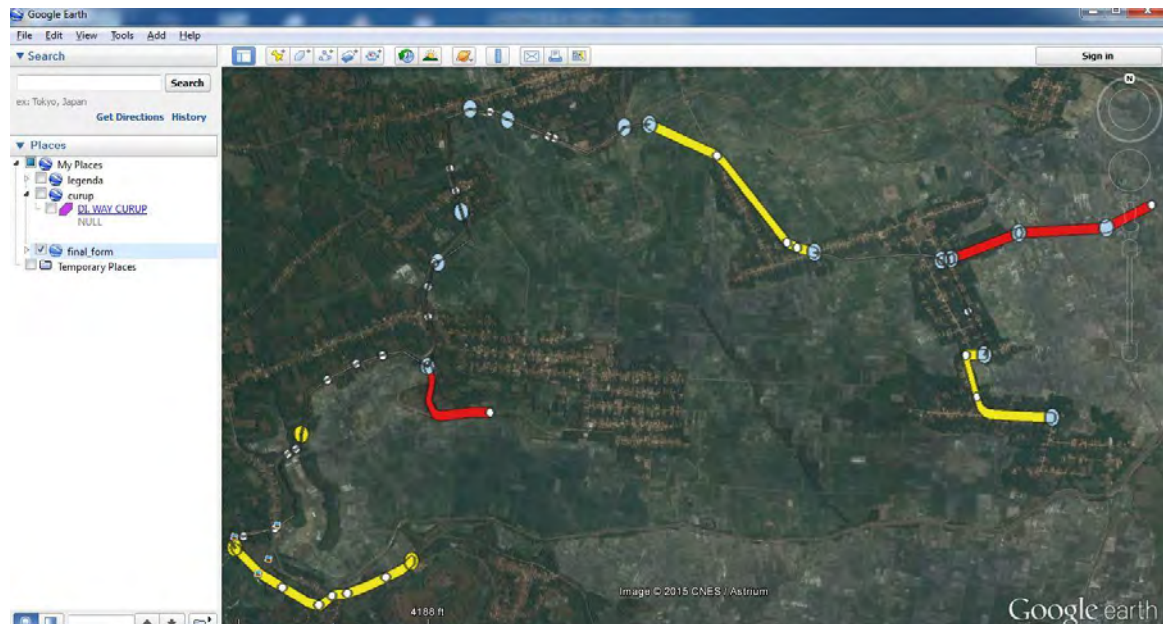 Google Earth
File Edit View Tools Add Help
Search
Sign in
Search
ex: Tokyo, Japan
Get Directions History
Places
My Places
legenda
curup
DI. WAY CURUP
NULL
final_form
Temporary Places
N
Image © 2015 CNES / Astrium
4188 ft
Google earth